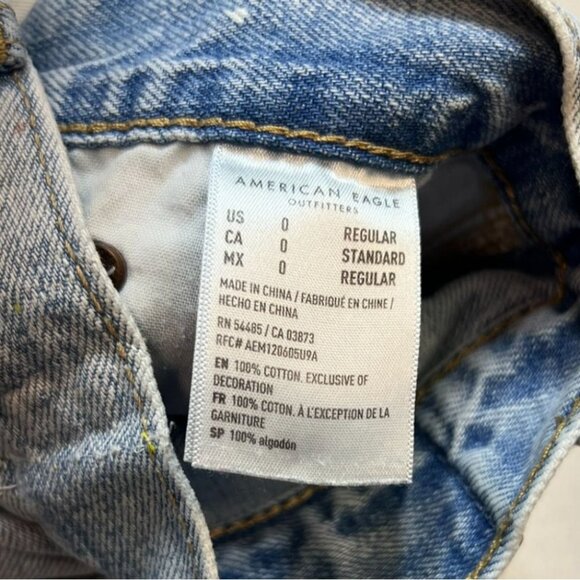 AMERICAN EAGLE
OUTFITTERS
US 0 REGULAR
CA 0 STANDARD
MX 0 REGULAR
MADE IN CHINA / FABRIQUÉ EN CHINE /
HECHO EN CHINA
RN 54485 / CA 03873
RFC# AEM120605U9A
EN 100% COTTON. EXCLUSIVE OF
DECORATION
FR 100% COTON. À L'EXCEPTION DE LA
GARNITURE
SP 100% algodón